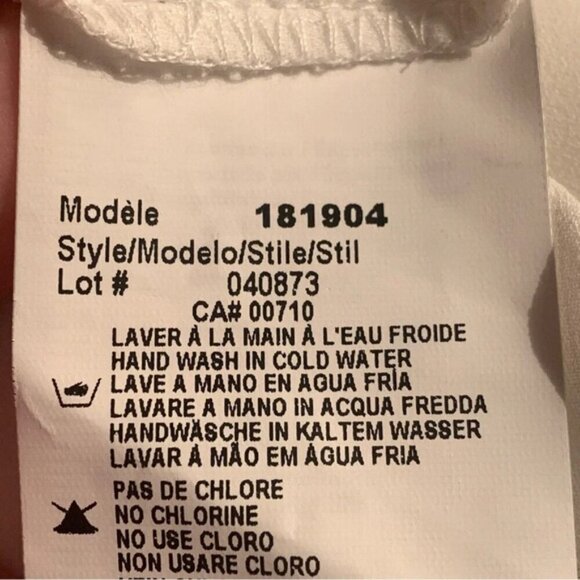 Modèle 181904
Style/Modelo/Stile/Stil
Lot # 040873
CA# 00710
LAVER À LA MAIN À L'EAU FROIDE
HAND WASH IN COLD WATER
LAVE A MANO EN AGUA FRÍA
LAVARE A MANO IN ACQUA FREDDA
HANDWÄSCHE IN KALTEM WASSER
LAVAR Á MÃO EM ÁGUA FRIA
PAS DE CHLORE
NO CHLORINE
NO USE CLORO
NON USARE CLORO